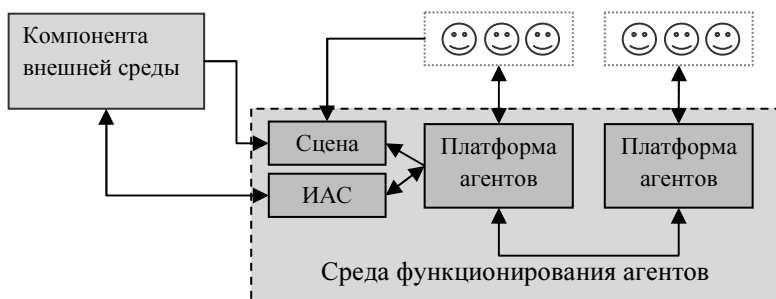 Компонента
внешней среды
Сцена
ИАС
Платформа
агентов
Платформа
агентов
Среда функционирования агентов